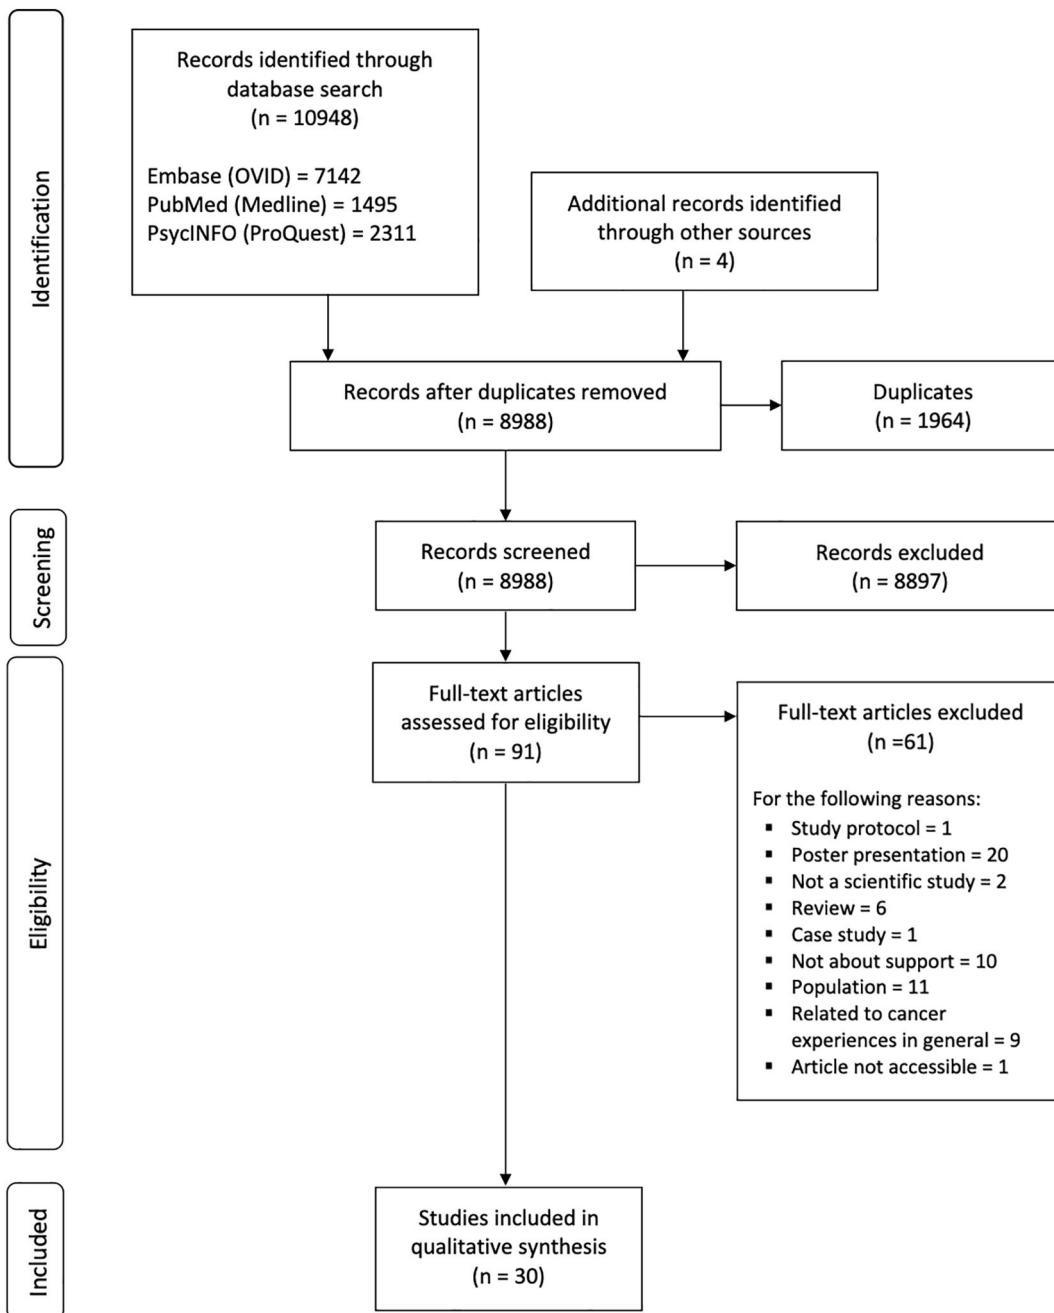 Identification
Records identified through
database search
(n = 10948)
Embase (OVID) = 7142
PubMed (Medline) = 1495
PsycINFO (ProQuest) = 2311
Additional records identified
through other sources
(n = 4)
Records after duplicates removed
(n = 8988)
Duplicates
(n = 1964)
Screening
Records screened
(n = 8988)
Records excluded
(n = 8897)
Eligibility
Full-text articles
assessed for eligibility
(n = 91)
Full-text articles excluded
(n =61)
For the following reasons:
▪ Study protocol = 1
▪ Poster presentation = 20
▪ Not a scientific study = 2
▪ Review = 6
▪ Case study = 1
▪ Not about support = 10
▪ Population = 11
▪ Related to cancer
experiences in general = 9
▪ Article not accessible = 1
Included
Studies included in
qualitative synthesis
(n = 30)